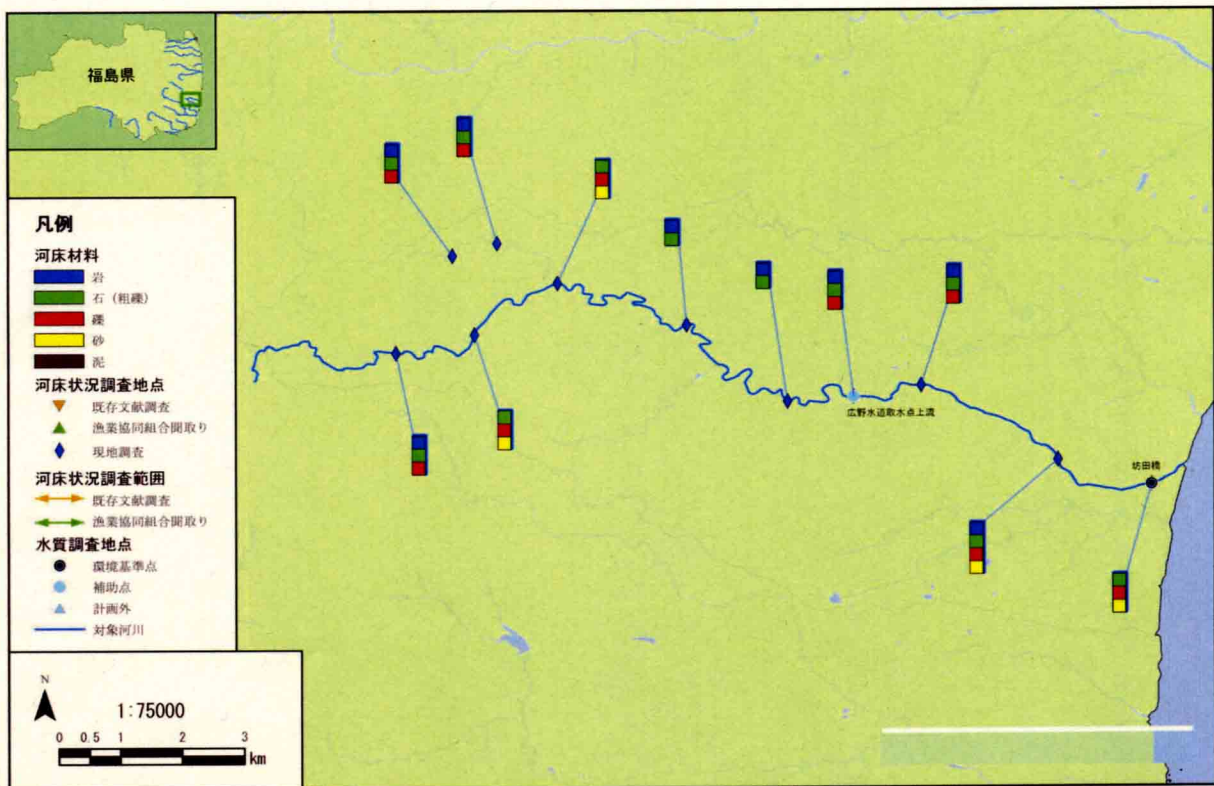 福島県
凡例
河床材料
岩
石（粗礫）
礫
砂
泥
河床状況調査地点
既存文献調査
漁業協同組合聞取り
現地調査
河床状況調査範囲
既存文献調査
漁業協同組合聞取り
水質調査地点
環境基準点
補助点
計画外
対象河川
N
1:75000
0 0.5 1 2 3
km
広野水道取水点上流
坊田橋